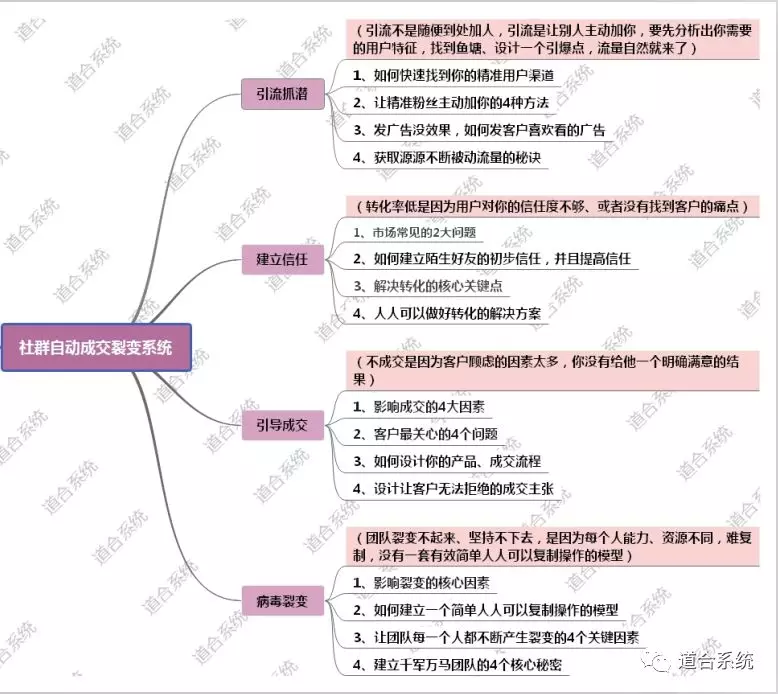 社群自动成交裂变系统
引流抓潜
（引流不是随便到处加人，引流是让别人主动加你，要先分析出你需要
的用户特征，找到鱼塘、设计一个引爆点，流量自然就来了）
1、如何快速找到你的精准用户渠道
2、让精准粉丝主动加你的4种方法
3、发广告没效果，如何发客户喜欢看的广告
4、获取源源不断被动流量的秘诀
建立信任
（转化率低是因为用户对你的信任度不够、或者没有找到客户的痛点）
1、市场常见的2大问题
2、如何建立陌生好友的初步信任，并且提高信任
3、解决转化的核心关键点
4、人人可以做好转化的解决方案
引导成交
（不成交是因为客户顾虑的因素太多，你没有给他一个明确满意的结
果）
1、影响成交的4大因素
2、客户最关心的4个问题
3、如何设计你的产品、成交流程
4、设计让客户无法拒绝的成交主张
病毒裂变
（团队裂变不起来、坚持不下去，是因为每个人能力、资源不同，难复
制，没有一套有效简单人人可以复制操作的模型）
1、影响裂变的核心因素
2、如何建立一个简单人人可以复制操作的模型
3、让团队每一个人都不断产生裂变的4个关键因素
4、建立千军万马团队的4个核心秘密
道合系统